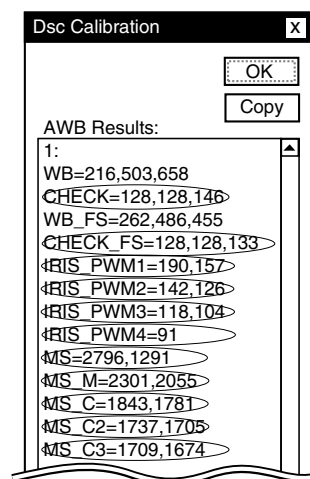 Dsc Calibration
X
OK
Copy
AWB Results:
1:
WB=216,503,658
CHECK=128,128,146
WB_FS=262,486,455
CHECK_FS=128,128,133
IRIS_PWM1=190,157
IRIS_PWM2=142,126
IRIS_PWM3=118,104
IRIS_PWM4=91
MS=2796,1291
MS_M=2301,2055
MS_C=1843,1781
MS_C2=1737,1705
MS_C3=1709,1674